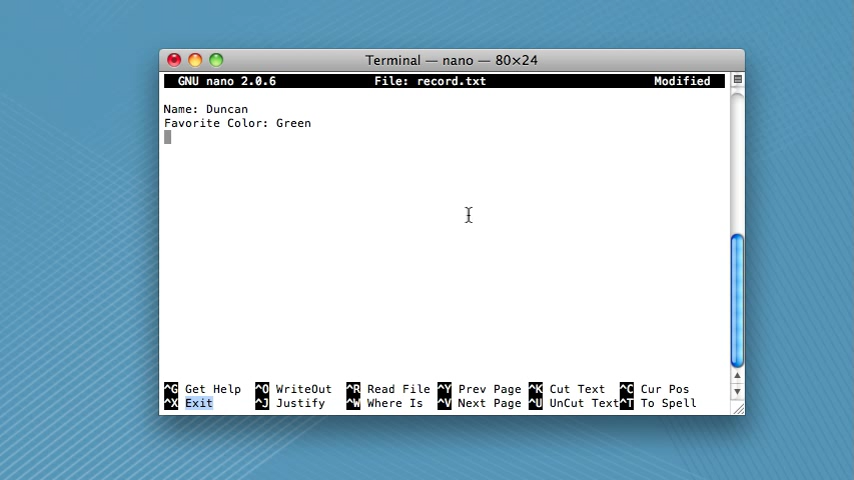 Terminal — nano — 80×24
GNU nano 2.0.6 File: record.txt Modified
Name: Duncan
Favorite Color: Green
^G Get Help ^O WriteOut ^R Read File ^Y Prev Page ^K Cut Text ^C Cur Pos
^X Exit ^J Justify ^W Where Is ^V Next Page ^U UnCut Text ^T To Spell